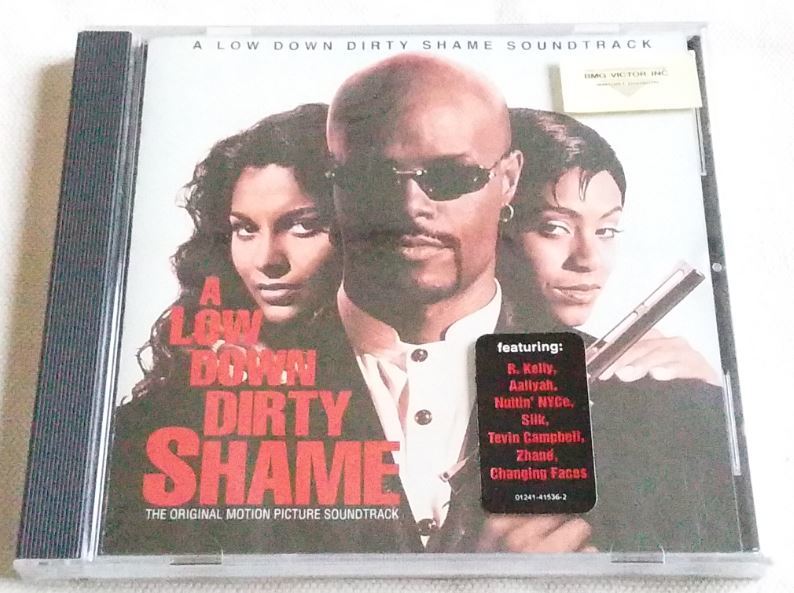 A LOW DOWN DIRTY SHAME SOUNDTRACK
BMG VICTOR INC
A
LOW
DOWN
DIRTY
SHAME
THE ORIGINAL MOTION PICTURE SOUNDTRACK
featuring:
R. Kelly,
Aaliyah,
Nuttin' NYCe,
Silk,
Tevin Campbell,
Zhané,
Changing Faces
01241-41536-2